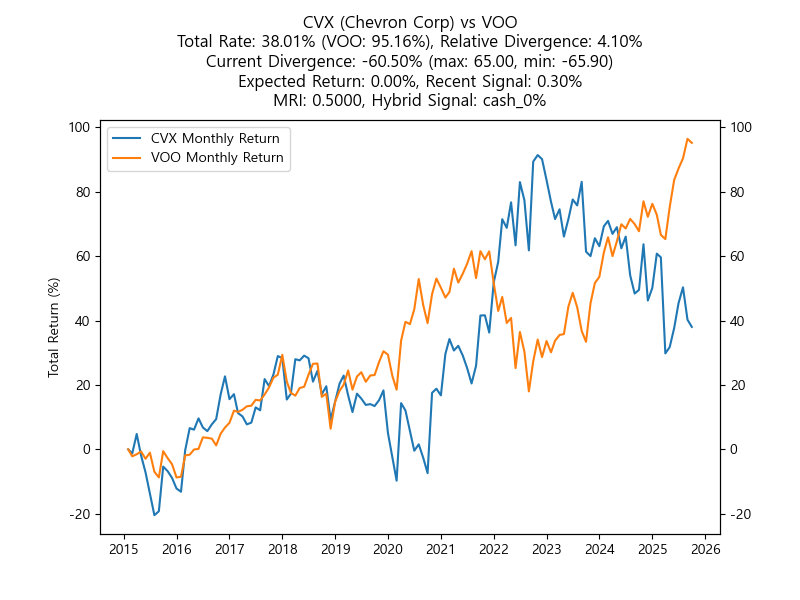 CVX (Chevron Corp) vs VOO
Total Rate: 38.01% (VOO: 95.16%), Relative Divergence: 4.10%
Current Divergence: -60.50% (max: 65.00, min: -65.90)
Expected Return: 0.00%, Recent Signal: 0.30%
MRI: 0.5000, Hybrid Signal: cash_0%
CVX Monthly Return
VOO Monthly Return
Total Return (%)
100
80
60
40
20
0
-20
100
80
60
40
20
0
-20
2015 2016 2017 2018 2019 2020 2021 2022 2023 2024 2025 2026